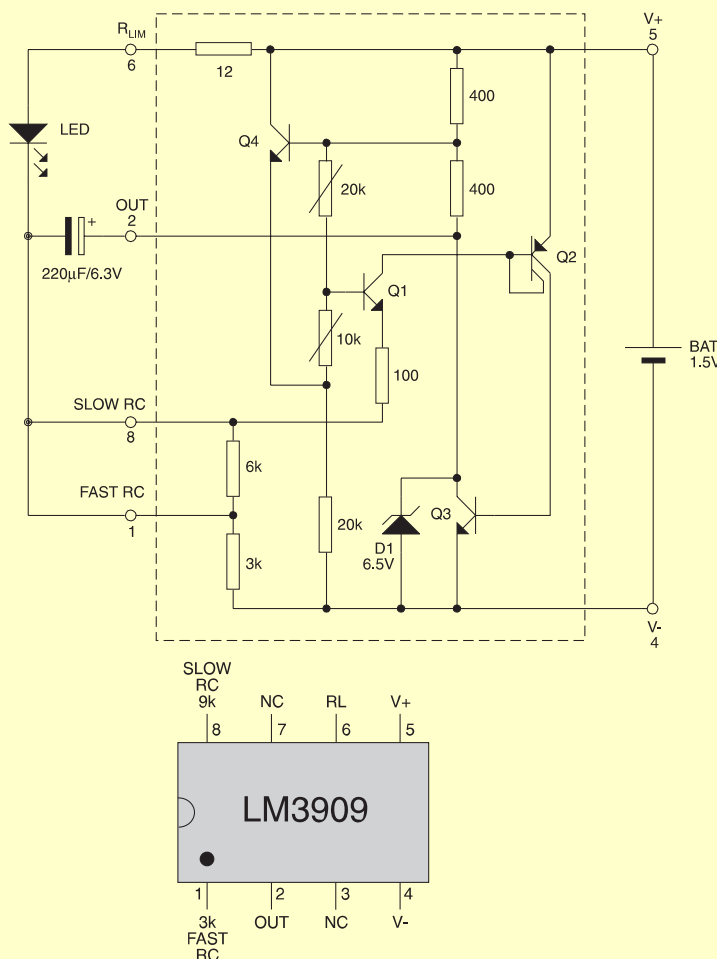 V+
5
RLIM
6
12
400
LED
Q4
20k
400
OUT
2
+
220µF/6.3V
Q1
Q2
10k
BAT
1.5V
100
SLOW RC
8
6k
FAST RC
1
20k
Q3
D1
6.5V
3k
V-
4
SLOW
RC
9k
NC
RL
V+
8
7
6
5
LM3909
1
2
3
4
3k
FAST
RC
OUT
NC
V-